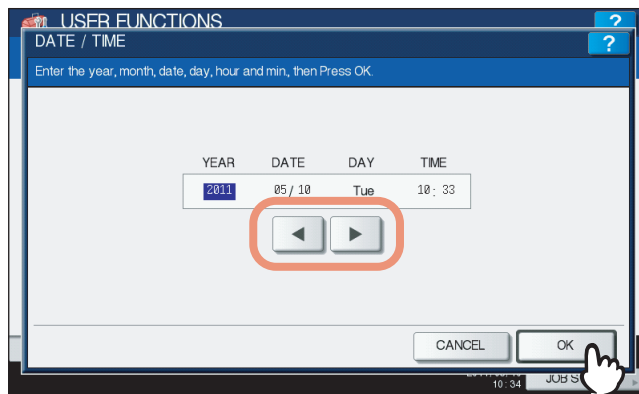 USER FUNCTIONS ?
DATE / TIME ?
Enter the year, month, date, day, hour and min., then Press OK.
YEAR DATE DAY TIME
2011 05/ 10 Tue 10: 33
CANCEL OK
10:34 JOB S